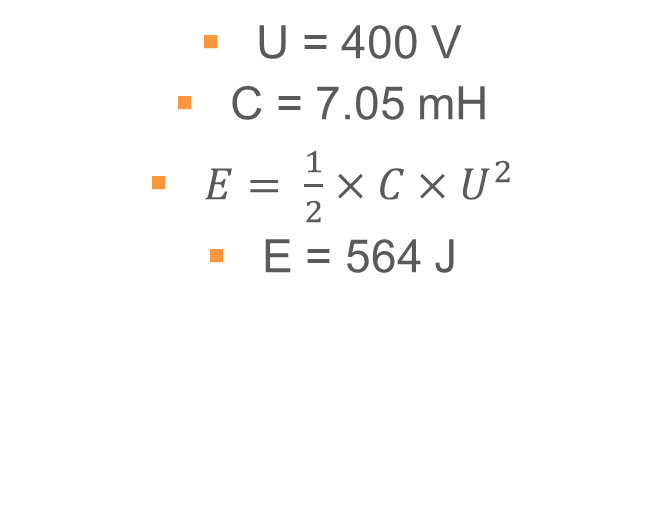 ▪ U = 400 V
▪ C = 7.05 mH
▪ E = 1/2 × C × U²
▪ E = 564 J